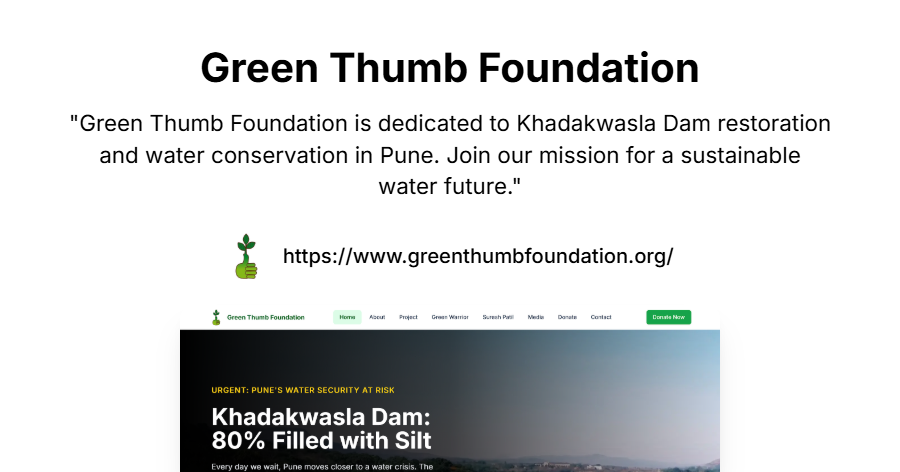 Green Thumb Foundation
"Green Thumb Foundation is dedicated to Khadakwasla Dam restoration
and water conservation in Pune. Join our mission for a sustainable
water future."
https://www.greenthumbfoundation.org/
Green Thumb Foundation Home About Project Green Warrior Suresh Patil Media Donate Contact Donate Now
URGENT: PUNE'S WATER SECURITY AT RISK
Khadakwasla Dam:
80% Filled with Silt
Every day we wait, Pune moves closer to a water crisis. The